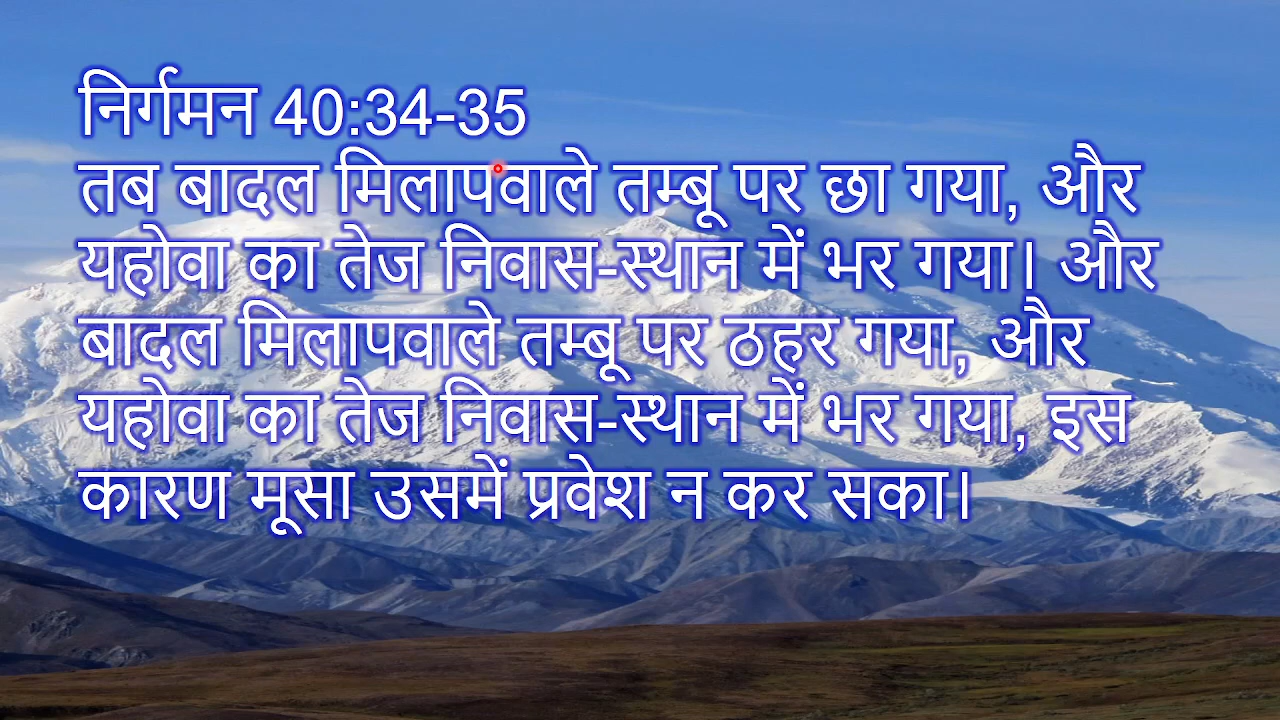 निर्गमन 40:34-35
तब बादल मिलापवाले तम्बू पर छा गया, और
यहोवा का तेज निवास-स्थान में भर गया। और
बादल मिलापवाले तम्बू पर ठहर गया, और
यहोवा का तेज निवास-स्थान में भर गया, इस
कारण मूसा उसमें प्रवेश न कर सका।